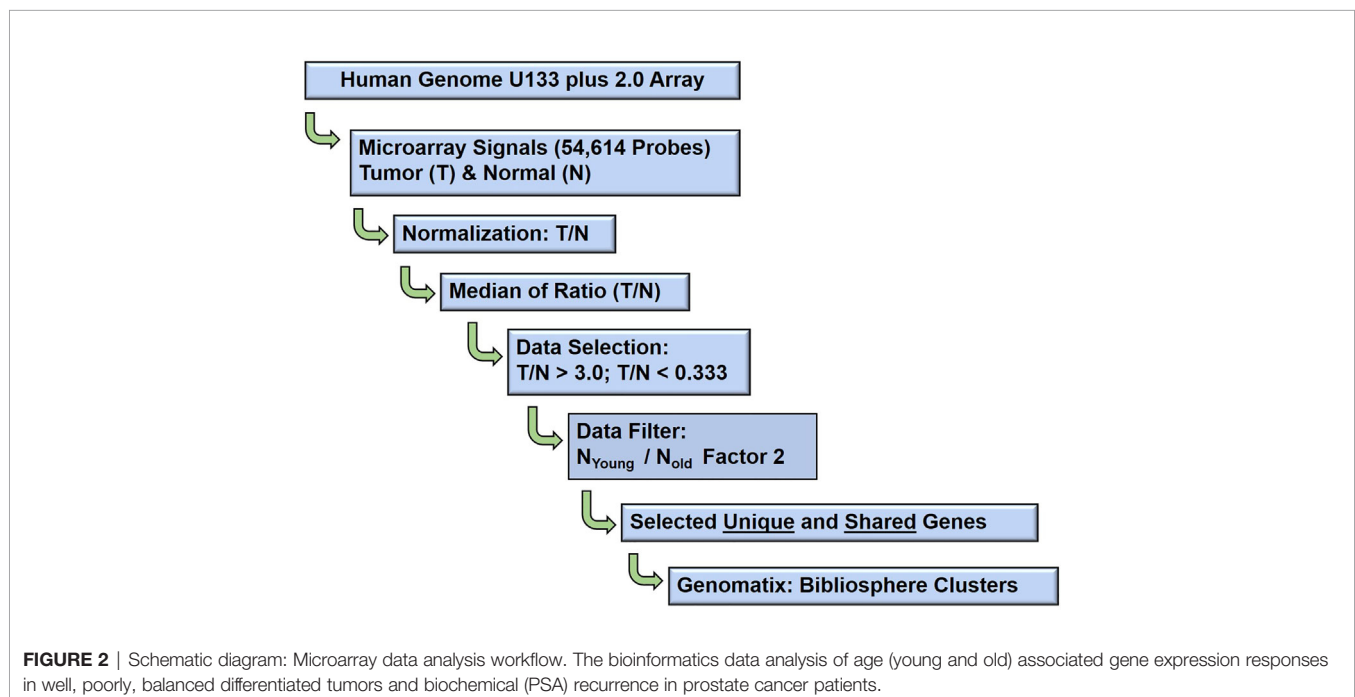 Human Genome U133 plus 2.0 Array
Microarray Signals (54,614 Probes)
Tumor (T) & Normal (N)
Normalization: T/N
Median of Ratio (T/N)
Data Selection:
T/N > 3.0; T/N < 0.333
Data Filter:
NYoung / Nold Factor 2
Selected Unique and Shared Genes
Genomatix: Bibliosphere Clusters
FIGURE 2 | Schematic diagram: Microarray data analysis workflow. The bioinformatics data analysis of age (young and old) associated gene expression responses
in well, poorly, balanced differentiated tumors and biochemical (PSA) recurrence in prostate cancer patients.